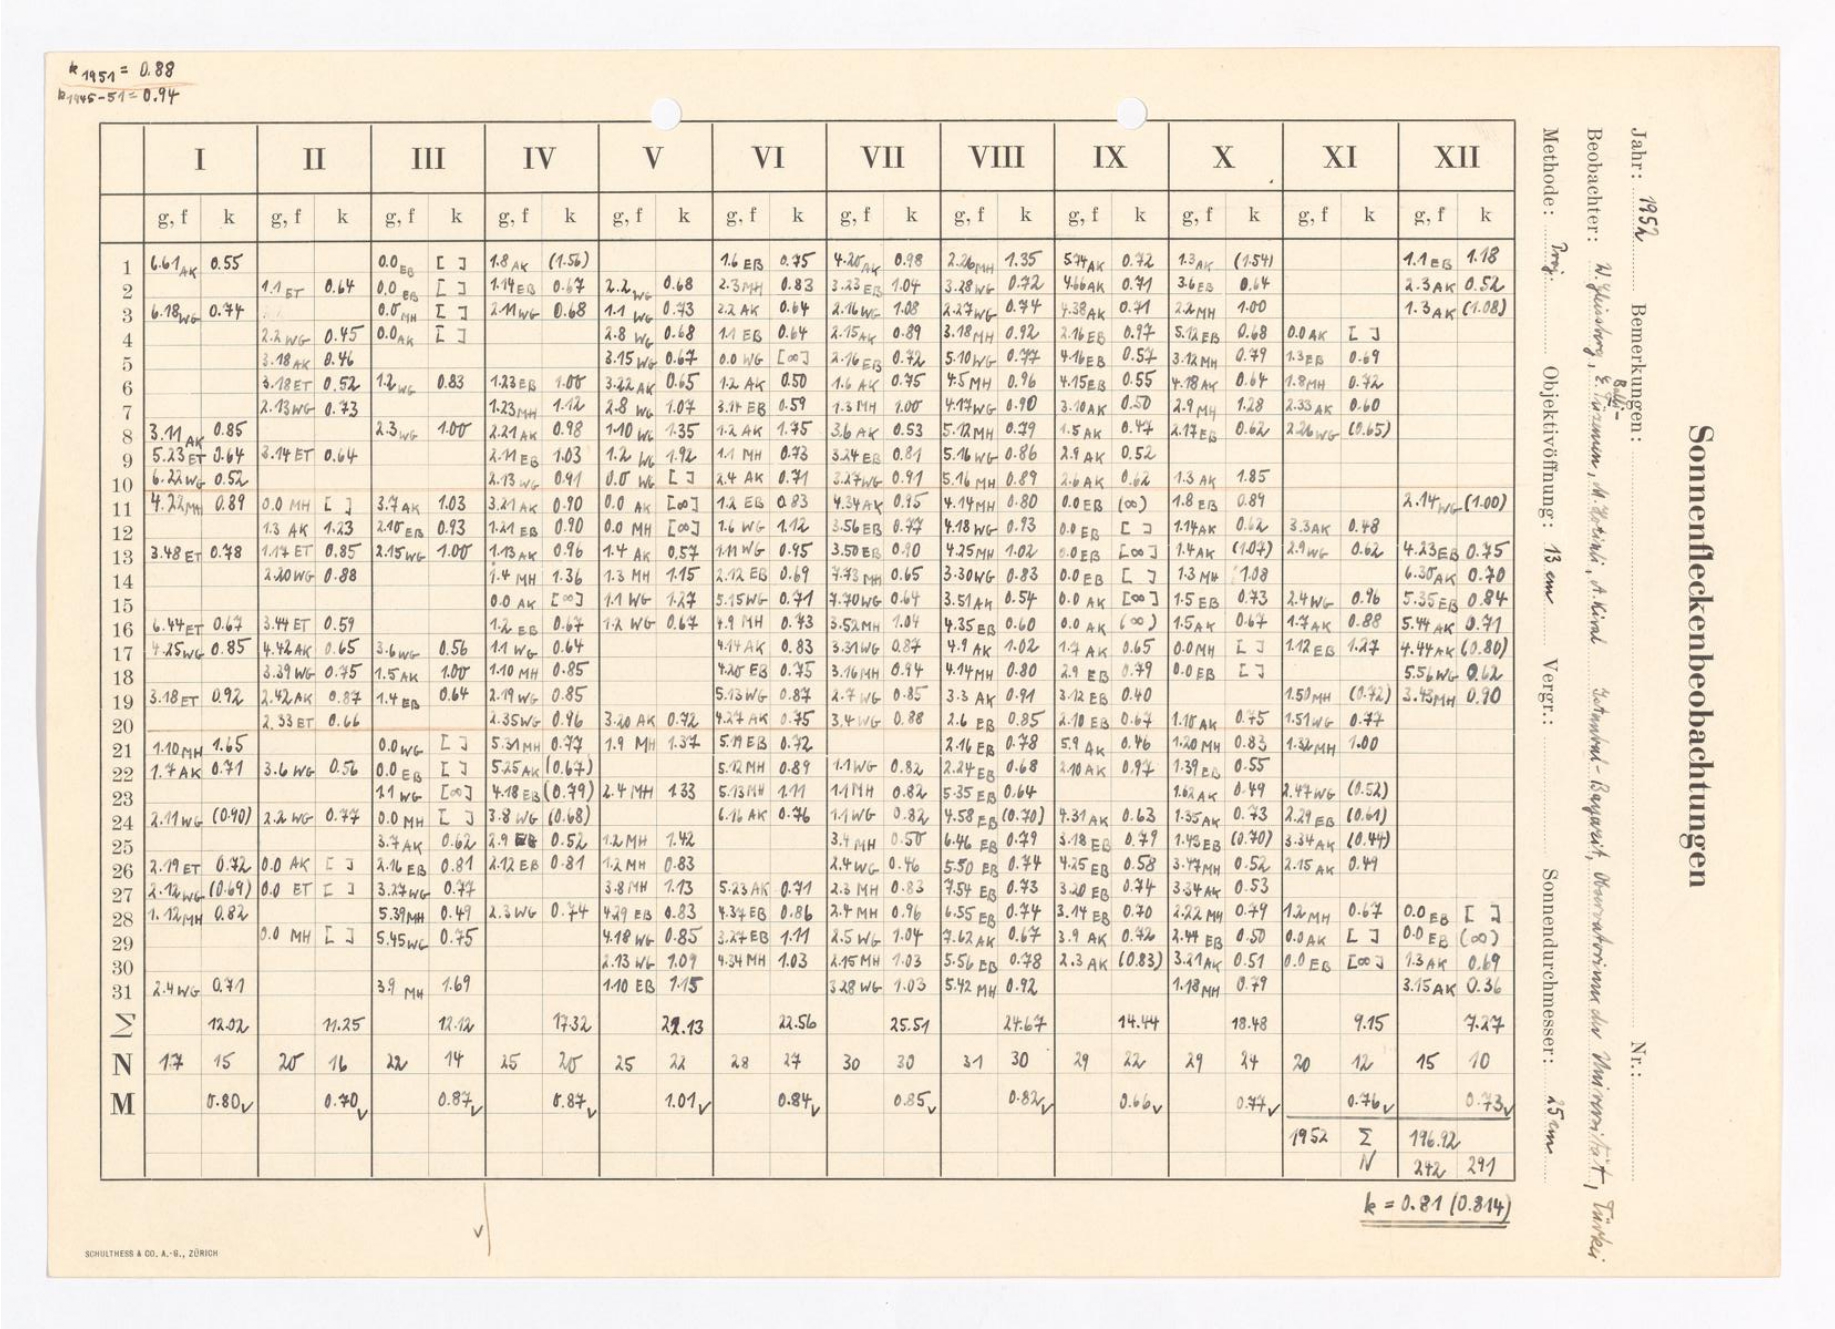 k 1951 = 0.88
k 1945-51 = 0.94
Sonnenfleckenbeobachtungen
Jahr: 1952 Bemerkungen: Nr.:
Beobachter: W. Gleissberg, A. Kiral Istanbul-Bayazit, Observatorium der Universität, Türkei
Methode: Proj. Objektivöffnung: 13 cm Vergr.: Sonnendurchmesser: 25 cm
I II III IV V VI VII VIII IX X XI XII
g, f k g, f k g, f k g, f k g, f k g, f k g, f k g, f k g, f k g, f k g, f k g, f k
1 6.61 AK 0.55 0.0 EB [ ] 1.8 AK (1.56) 1.6 EB 0.75 4.20 AK 0.98 2.26 MH 1.35 5.74 AK 0.72 1.3 AK (1.54) 1.1 EB 1.18
2 1.1 ET 0.64 0.0 EB [ ] 1.14 EB 0.67 2.2 WG 0.68 2.3 MH 0.83 3.23 EB 1.04 3.28 WG 0.72 4.66 AK 0.71 3.6 EB 0.64 2.3 AK 0.52
3 6.18 WG 0.74 0.0 MH [ ] 2.11 WG 0.68 1.1 WG 0.73 2.2 AK 0.64 2.16 WG 1.08 2.27 WG 0.74 4.38 AK 0.71 2.2 MH 1.00 1.3 AK (1.08)
4 2.2 WG 0.45 0.0 AK [ ] 2.8 WG 0.68 1.1 EB 0.64 2.15 AK 0.89 3.18 MH 0.92 2.16 EB 0.97 5.12 EB 0.68 0.0 AK [ ]
5 3.18 AK 0.46 3.15 WG 0.67 0.0 WG [∞] 2.16 EB 0.72 5.10 WG 0.77 4.16 EB 0.57 3.12 MH 0.79 1.3 EB 0.69
6 3.18 ET 0.52 1.2 WG 0.83 1.23 EB 1.00 3.22 AK 0.65 1.2 AK 0.50 1.6 AK 0.75 4.5 MH 0.96 4.15 EB 0.55 4.18 AK 0.64 1.8 MH 0.72
7 2.13 WG 0.73 1.23 MH 1.12 2.8 WG 1.07 3.11 EB 0.59 1.3 MH 1.00 4.17 WG 0.90 3.10 AK 0.50 2.9 MH 1.28 2.33 AK 0.60
8 3.11 AK 0.85 2.3 WG 1.00 2.21 AK 0.98 1.10 WG 1.35 1.2 AK 1.75 3.6 AK 0.53 5.12 MH 0.79 1.5 AK 0.47 2.17 EB 0.62 2.26 WG (0.65)
9 5.23 ET 0.64 3.14 ET 0.64 2.11 EB 1.03 1.2 WG 1.92 1.1 MH 0.73 3.24 EB 0.81 5.16 WG 0.86 2.9 AK 0.52
10 6.22 WG 0.52 2.13 WG 0.91 0.0 WG [ ] 2.4 AK 0.71 3.27 WG 0.91 5.16 MH 0.89 2.6 AK 0.62 1.3 AK 1.85
11 4.22 MH 0.89 0.0 MH [ ] 3.7 AK 1.03 3.21 AK 0.90 0.0 AK [∞] 1.2 EB 0.83 4.34 AK 0.95 4.14 MH 0.80 0.0 EB (∞) 1.8 EB 0.89 2.14 WG (1.00)
12 1.3 AK 1.23 2.10 EB 0.93 1.21 EB 0.90 0.0 MH [∞] 1.6 WG 1.12 3.56 EB 0.77 4.18 WG 0.93 0.0 EB [ ] 1.14 AK 0.62 3.3 AK 0.48
13 3.48 ET 0.78 1.17 ET 0.85 2.15 WG 1.00 1.13 AK 0.96 1.4 AK 0.57 1.11 WG 0.95 3.50 EB 0.90 4.25 MH 1.02 0.0 EB [∞] 1.4 AK (1.07) 2.9 WG 0.62 4.23 EB 0.75
14 2.20 WG 0.88 1.4 MH 1.36 1.3 MH 1.15 2.12 EB 0.69 7.73 MH 0.65 3.30 WG 0.83 0.0 EB [ ] 1.3 MH 1.08 6.30 AK 0.70
15 0.0 AK [∞] 1.1 WG 1.27 5.15 WG 0.71 7.70 WG 0.64 3.51 AK 0.54 0.0 AK [∞] 1.5 EB 0.73 2.4 WG 0.96 5.35 EB 0.84
16 6.44 ET 0.67 3.44 ET 0.59 1.2 EB 0.67 1.2 WG 0.67 4.9 MH 0.73 3.52 MH 1.04 4.35 EB 0.60 0.0 AK (∞) 1.5 AK 0.67 1.7 AK 0.88 5.44 AK 0.71
17 4.25 WG 0.85 4.42 AK 0.65 3.6 WG 0.56 1.1 WG 0.64 4.14 AK 0.83 3.31 WG 0.87 4.9 AK 1.02 1.7 AK 0.65 0.0 MH [ ] 1.12 EB 1.27 4.44 AK (0.80)
18 3.39 WG 0.75 1.5 AK 1.00 1.10 MH 0.85 4.20 EB 0.75 3.16 MH 0.94 4.14 MH 0.80 2.9 EB 0.79 0.0 EB [ ] 5.56 WG 0.62
19 3.18 ET 0.92 2.42 AK 0.87 1.4 EB 0.64 2.19 WG 0.85 5.13 WG 0.87 2.7 WG 0.85 3.3 AK 0.91 3.12 EB 0.40 1.50 MH (0.72) 3.43 MH 0.90
20 2.33 ET 0.66 2.35 WG 0.96 3.20 AK 0.72 4.27 AK 0.75 3.4 WG 0.88 2.6 EB 0.85 2.10 EB 0.67 1.10 AK 0.75 1.51 WG 0.77
21 1.10 MH 1.65 0.0 WG [ ] 5.31 MH 0.77 1.9 MH 1.37 5.19 EB 0.72 2.16 EB 0.78 5.9 AK 0.46 1.20 MH 0.83 1.32 MH 1.00
22 1.7 AK 0.71 3.6 WG 0.56 0.0 EB [ ] 5.25 AK (0.67) 5.12 MH 0.89 1.1 WG 0.82 2.24 EB 0.68 2.10 AK 0.97 1.39 EB 0.55
23 1.1 WG [∞] 4.18 EB (0.79) 2.4 MH 1.33 5.13 MH 1.11 1.1 MH 0.82 5.35 EB 0.64 1.62 AK 0.49 2.47 WG (0.52)
24 2.11 WG (0.90) 2.2 WG 0.77 0.0 MH [ ] 3.8 WG (0.68) 6.16 AK 0.76 1.1 WG 0.82 4.58 EB (0.70) 4.31 AK 0.63 1.35 AK 0.73 2.29 EB (0.61)
25 3.7 AK 0.62 2.9 EB 0.52 1.2 MH 1.42 3.4 MH 0.50 6.46 EB 0.79 3.18 EB 0.79 1.43 EB (0.70) 3.34 AK (0.44)
26 2.19 ET 0.72 0.0 AK [ ] 2.16 EB 0.81 2.12 EB 0.81 1.2 MH 0.83 2.4 WG 0.46 5.50 EB 0.74 4.25 EB 0.58 3.47 MH 0.52 2.15 AK 0.49
27 2.12 WG (0.69) 0.0 ET [ ] 3.27 WG 0.77 3.8 MH 1.13 5.23 AK 0.71 2.3 MH 0.83 7.54 EB 0.73 3.20 EB 0.74 3.34 AK 0.53
28 1.12 MH 0.82 5.39 MH 0.49 2.3 WG 0.74 4.29 EB 0.83 4.37 EB 0.86 2.4 MH 0.96 6.55 EB 0.74 3.14 EB 0.70 2.22 MH 0.79 1.2 MH 0.67 0.0 EB [ ]
29 0.0 MH [ ] 5.45 WG 0.75 4.18 WG 0.85 3.27 EB 1.11 2.5 WG 1.04 7.62 AK 0.67 3.9 AK 0.72 2.44 EB 0.50 0.0 AK [ ] 0.0 EB (∞)
30 2.13 WG 1.09 4.34 MH 1.03 2.15 MH 1.03 5.56 EB 0.78 2.3 AK (0.83) 3.21 AK 0.51 0.0 EB [∞] 1.3 AK 0.69
31 2.4 WG 0.71 3.9 MH 1.69 1.10 EB 1.15 3.28 WG 1.03 5.42 MH 0.92 1.18 MH 0.79 3.15 AK 0.36
Σ 12.02 11.25 12.12 17.32 22.13 22.56 25.51 24.67 14.44 18.48 9.15 7.27
N 17 15 20 16 22 14 25 20 25 22 28 27 30 30 31 30 29 22 29 24 20 12 15 10
M 0.80 0.70 0.87 0.87 1.01 0.84 0.85 0.82 0.66 0.77 0.76 0.73
1952 Σ 196.92
N 242 291
k = 0.81 (0.814)
SCHULTHESS & CO. A.-G., ZÜRICH